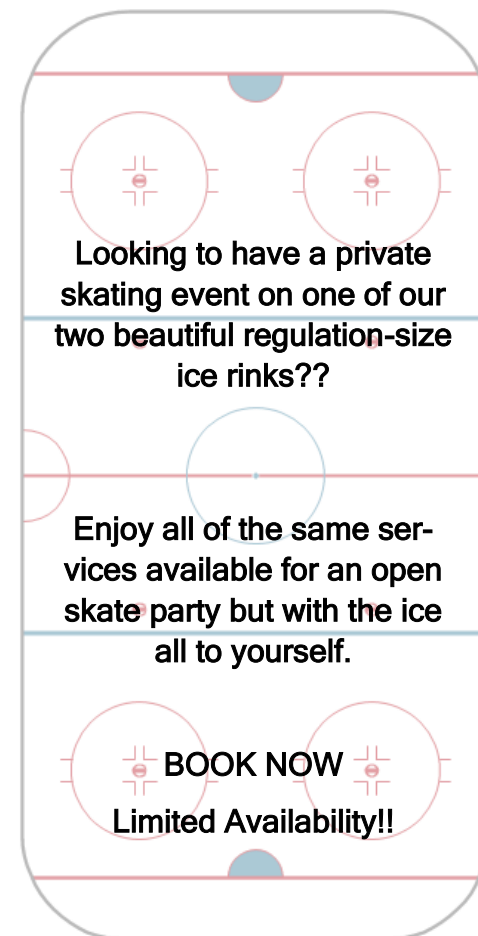 Looking to have a private
skating event on one of our
two beautiful regulation-size
ice rinks??
Enjoy all of the same ser-
vices available for an open
skate party but with the ice
all to yourself.
BOOK NOW
Limited Availability!!